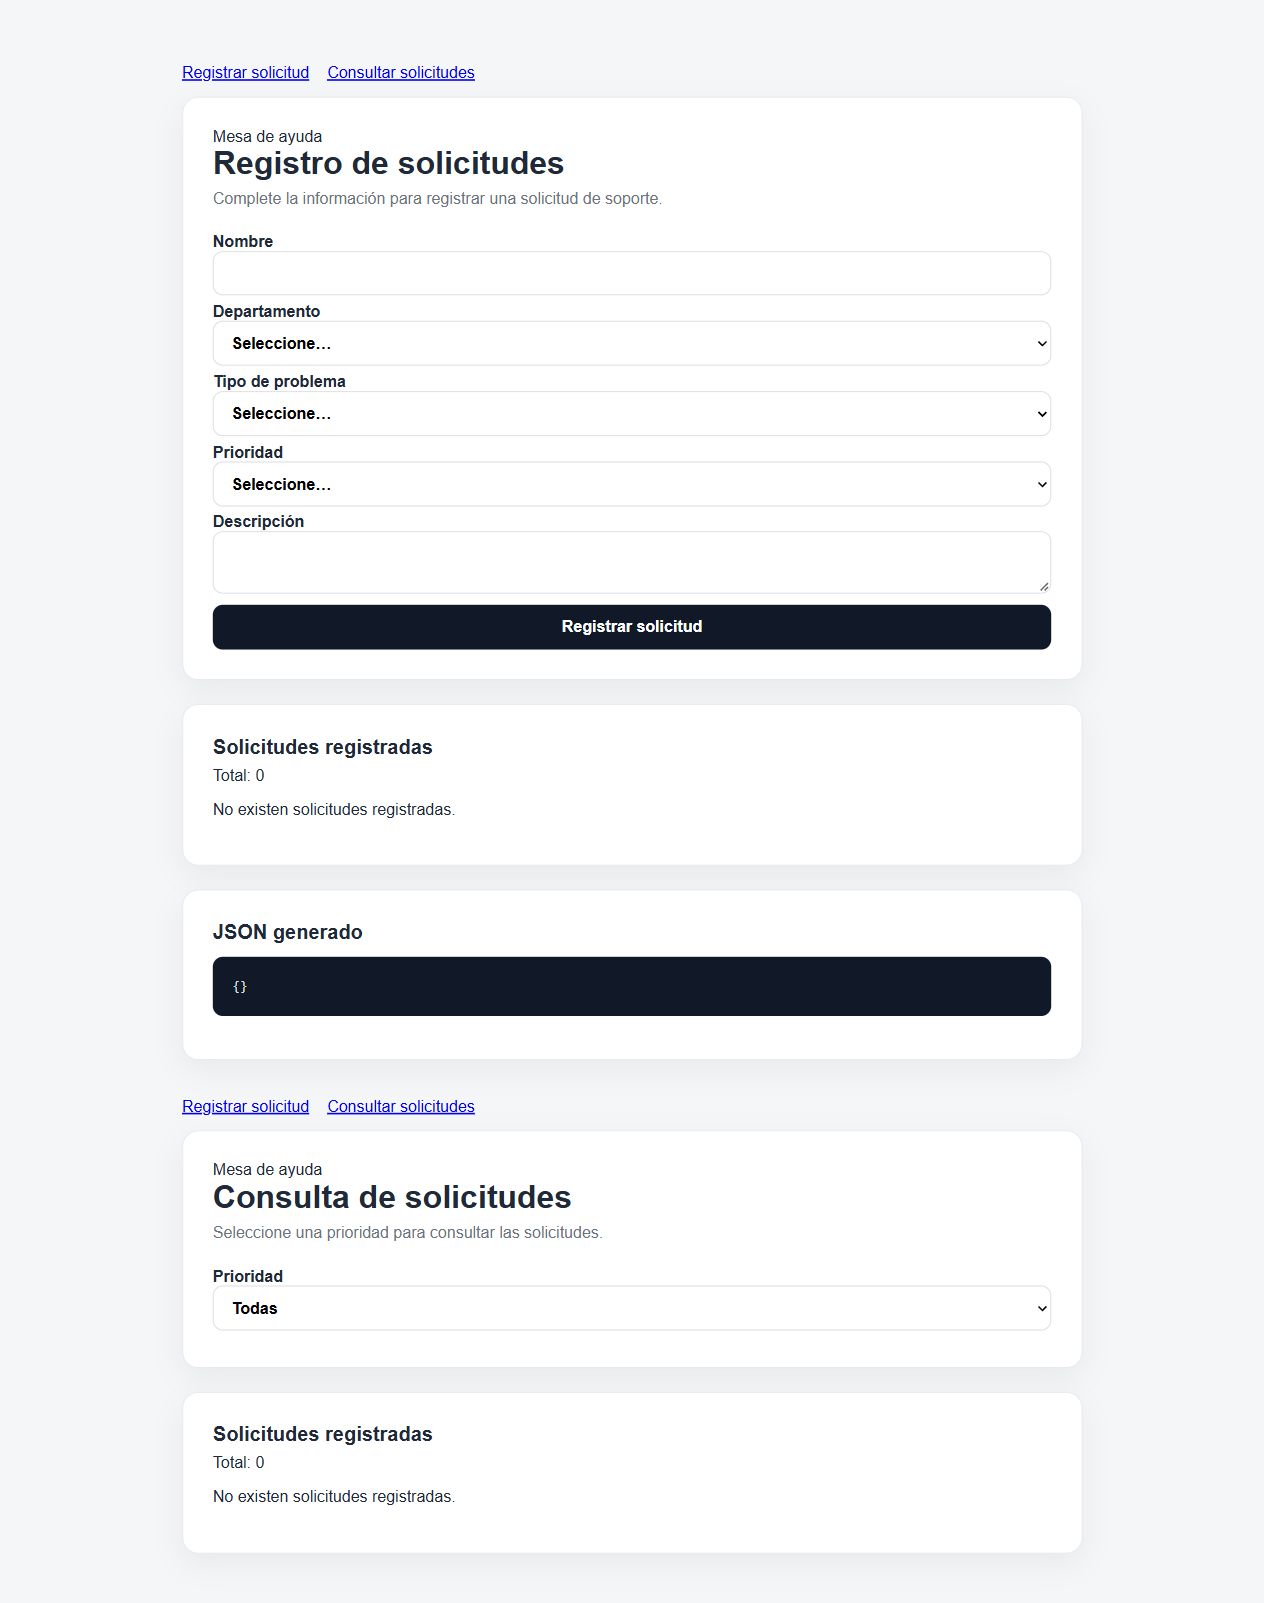 Registrar solicitud Consultar solicitudes
Mesa de ayuda
Registro de solicitudes
Complete la información para registrar una solicitud de soporte.
Nombre
Departamento
Seleccione...
Tipo de problema
Seleccione...
Prioridad
Seleccione...
Descripción
Registrar solicitud
Solicitudes registradas
Total: 0
No existen solicitudes registradas.
JSON generado
{}
Registrar solicitud Consultar solicitudes
Mesa de ayuda
Consulta de solicitudes
Seleccione una prioridad para consultar las solicitudes.
Prioridad
Todas
Solicitudes registradas
Total: 0
No existen solicitudes registradas.